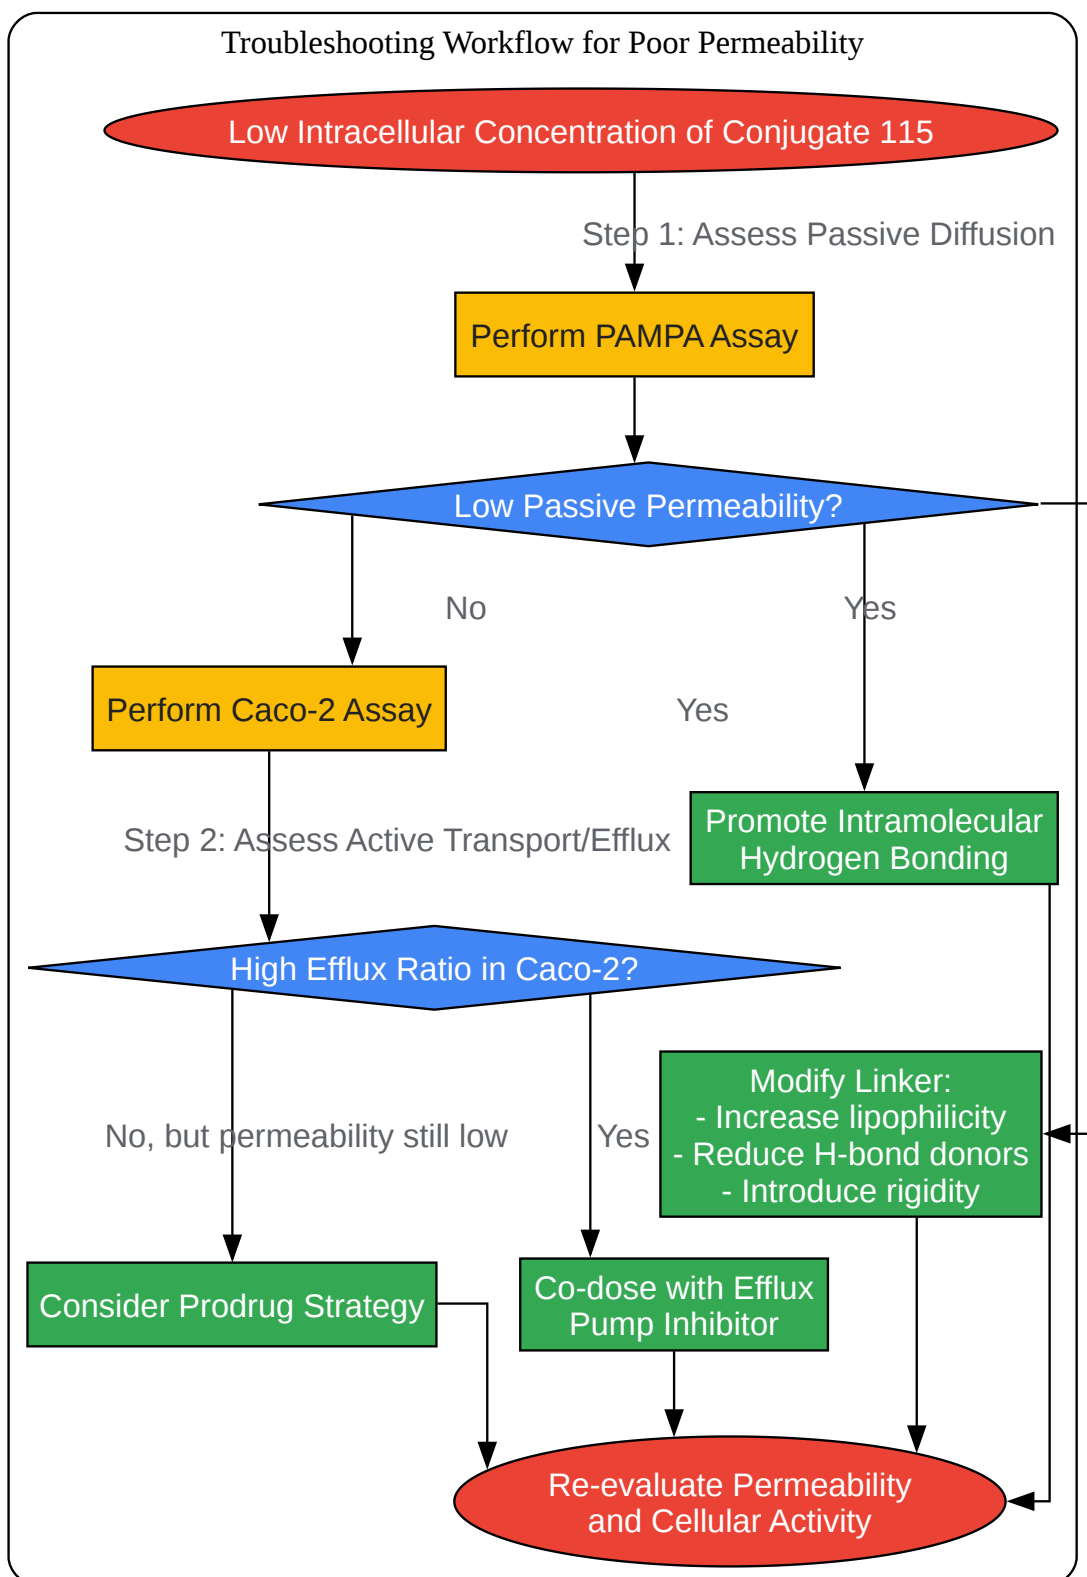 Troubleshooting Workflow for Poor Permeability
Low Intracellular Concentration of Conjugate 115
Step 1: Assess Passive Diffusion
Perform PAMPA Assay
Low Passive Permeability?
No
Yes
Perform Caco-2 Assay
Yes
Promote Intramolecular
Hydrogen Bonding
Step 2: Assess Active Transport/Efflux
High Efflux Ratio in Caco-2?
Modify Linker:
- Increase lipophilicity
- Reduce H-bond donors
- Introduce rigidity
No, but permeability still low
Yes
Consider Prodrug Strategy
Co-dose with Efflux
Pump Inhibitor
Re-evaluate Permeability
and Cellular Activity